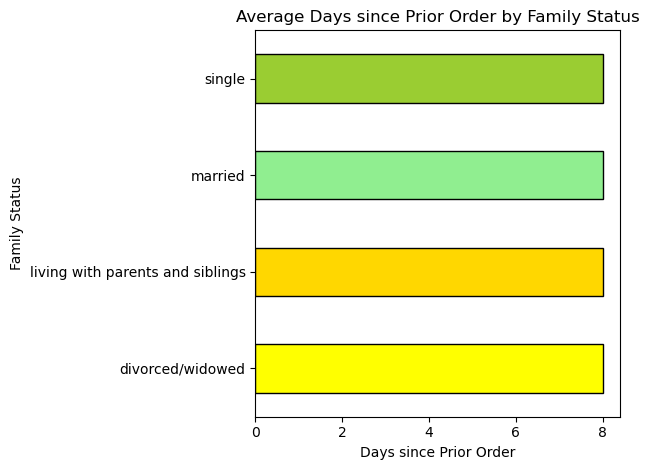 Average Days since Prior Order by Family Status
single
married
living with parents and siblings
divorced/widowed
Family Status
0 2 4 6 8
Days since Prior Order